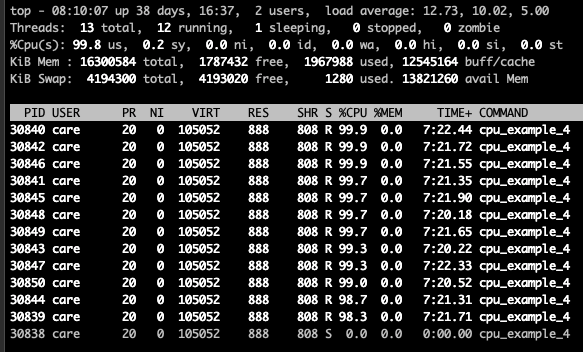 top - 08:10:07 up 38 days, 16:37,  2 users,  load average: 12.73, 10.02, 5.00
Threads:  13 total,  12 running,   1 sleeping,   0 stopped,   0 zombie
%Cpu(s): 99.8 us,  0.2 sy,  0.0 ni,  0.0 id,  0.0 wa,  0.0 hi,  0.0 si,  0.0 st
KiB Mem : 16300584 total,  1787432 free,  1967988 used, 12545164 buff/cache
KiB Swap:  4194300 total,  4193020 free,     1280 used. 13821260 avail Mem
PID USER      PR  NI    VIRT    RES    SHR S %CPU %MEM     TIME+ COMMAND
30840 care      20   0  105052    888    808 R 99.9  0.0   7:22.44 cpu_example_4
30842 care      20   0  105052    888    808 R 99.9  0.0   7:21.72 cpu_example_4
30846 care      20   0  105052    888    808 R 99.9  0.0   7:21.55 cpu_example_4
30841 care      20   0  105052    888    808 R 99.7  0.0   7:21.35 cpu_example_4
30845 care      20   0  105052    888    808 R 99.7  0.0   7:21.90 cpu_example_4
30848 care      20   0  105052    888    808 R 99.7  0.0   7:20.18 cpu_example_4
30849 care      20   0  105052    888    808 R 99.7  0.0   7:21.65 cpu_example_4
30843 care      20   0  105052    888    808 R 99.3  0.0   7:20.22 cpu_example_4
30847 care      20   0  105052    888    808 R 99.3  0.0   7:22.33 cpu_example_4
30850 care      20   0  105052    888    808 R 99.0  0.0   7:20.52 cpu_example_4
30844 care      20   0  105052    888    808 R 98.7  0.0   7:21.31 cpu_example_4
30839 care      20   0  105052    888    808 R 98.3  0.0   7:21.71 cpu_example_4
30838 care      20   0  105052    888    808 S  0.0  0.0   0:00.00 cpu_example_4